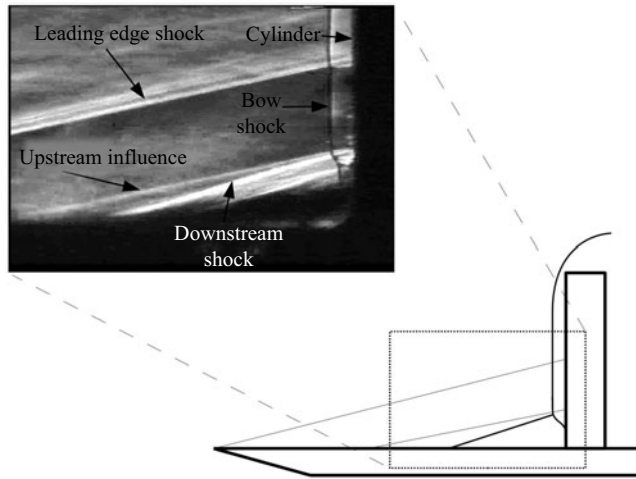 Leading edge shock
Cylinder
Bow
shock
Upstream influence
Downstream
shock